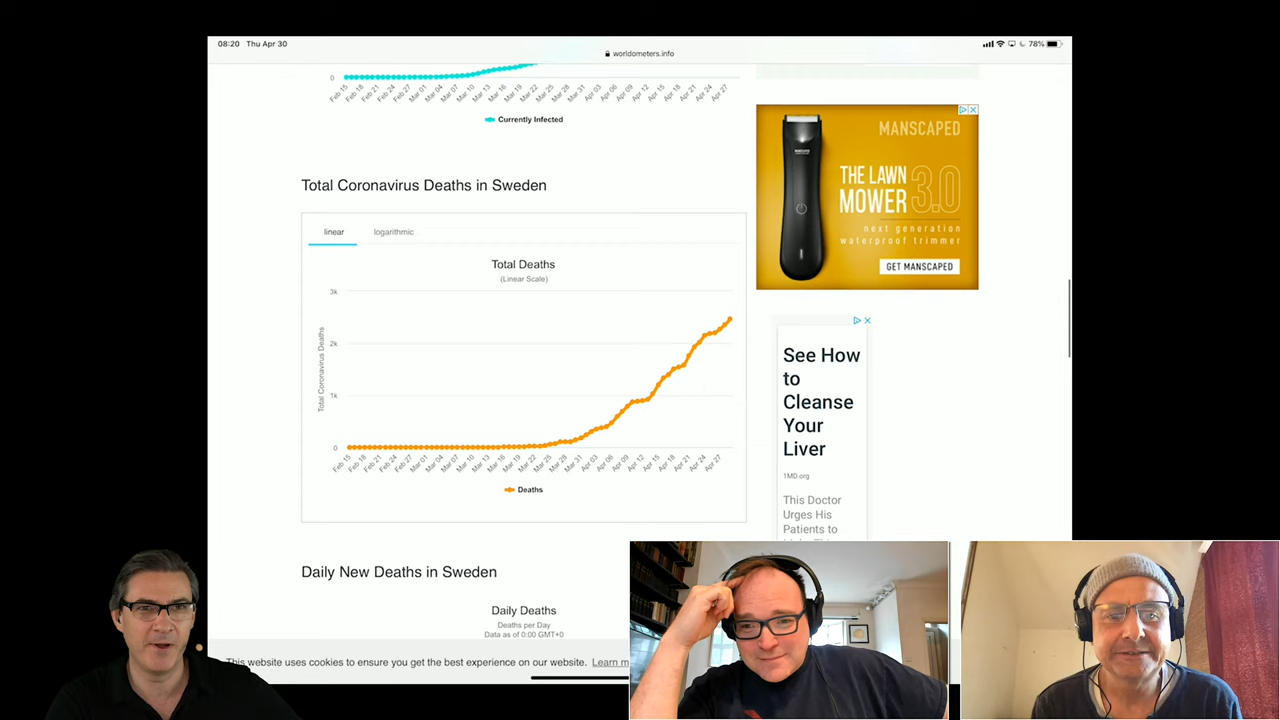 08:20 Thu Apr 30
worldometers.info
78%
0
Feb 15 Feb 18 Feb 21 Feb 24 Feb 27 Mar 01 Mar 04 Mar 07 Mar 10 Mar 13 Mar 16 Mar 19 Mar 22 Mar 25 Mar 28 Mar 31 Apr 03 Apr 06 Apr 09 Apr 12 Apr 15 Apr 18 Apr 21 Apr 24 Apr 27
Currently Infected
Total Coronavirus Deaths in Sweden
linear
logarithmic
Total Deaths
(Linear Scale)
Total Coronavirus Deaths
3k
2k
1k
0
Feb 15 Feb 18 Feb 21 Feb 24 Feb 27 Mar 01 Mar 04 Mar 07 Mar 10 Mar 13 Mar 16 Mar 19 Mar 22 Mar 25 Mar 28 Mar 31 Apr 03 Apr 06 Apr 09 Apr 12 Apr 15 Apr 18 Apr 21 Apr 24 Apr 27
Deaths
Daily New Deaths in Sweden
Daily Deaths
Deaths per Day
Data as of 0:00 GMT+0
This website uses cookies to ensure you get the best experience on our website. Learn m
MANSCAPED
THE LAWN
MOWER 3.0
next generation
waterproof trimmer
GET MANSCAPED
See How
to
Cleanse
Your
Liver
1MD.org
This Doctor
Urges His
Patients to